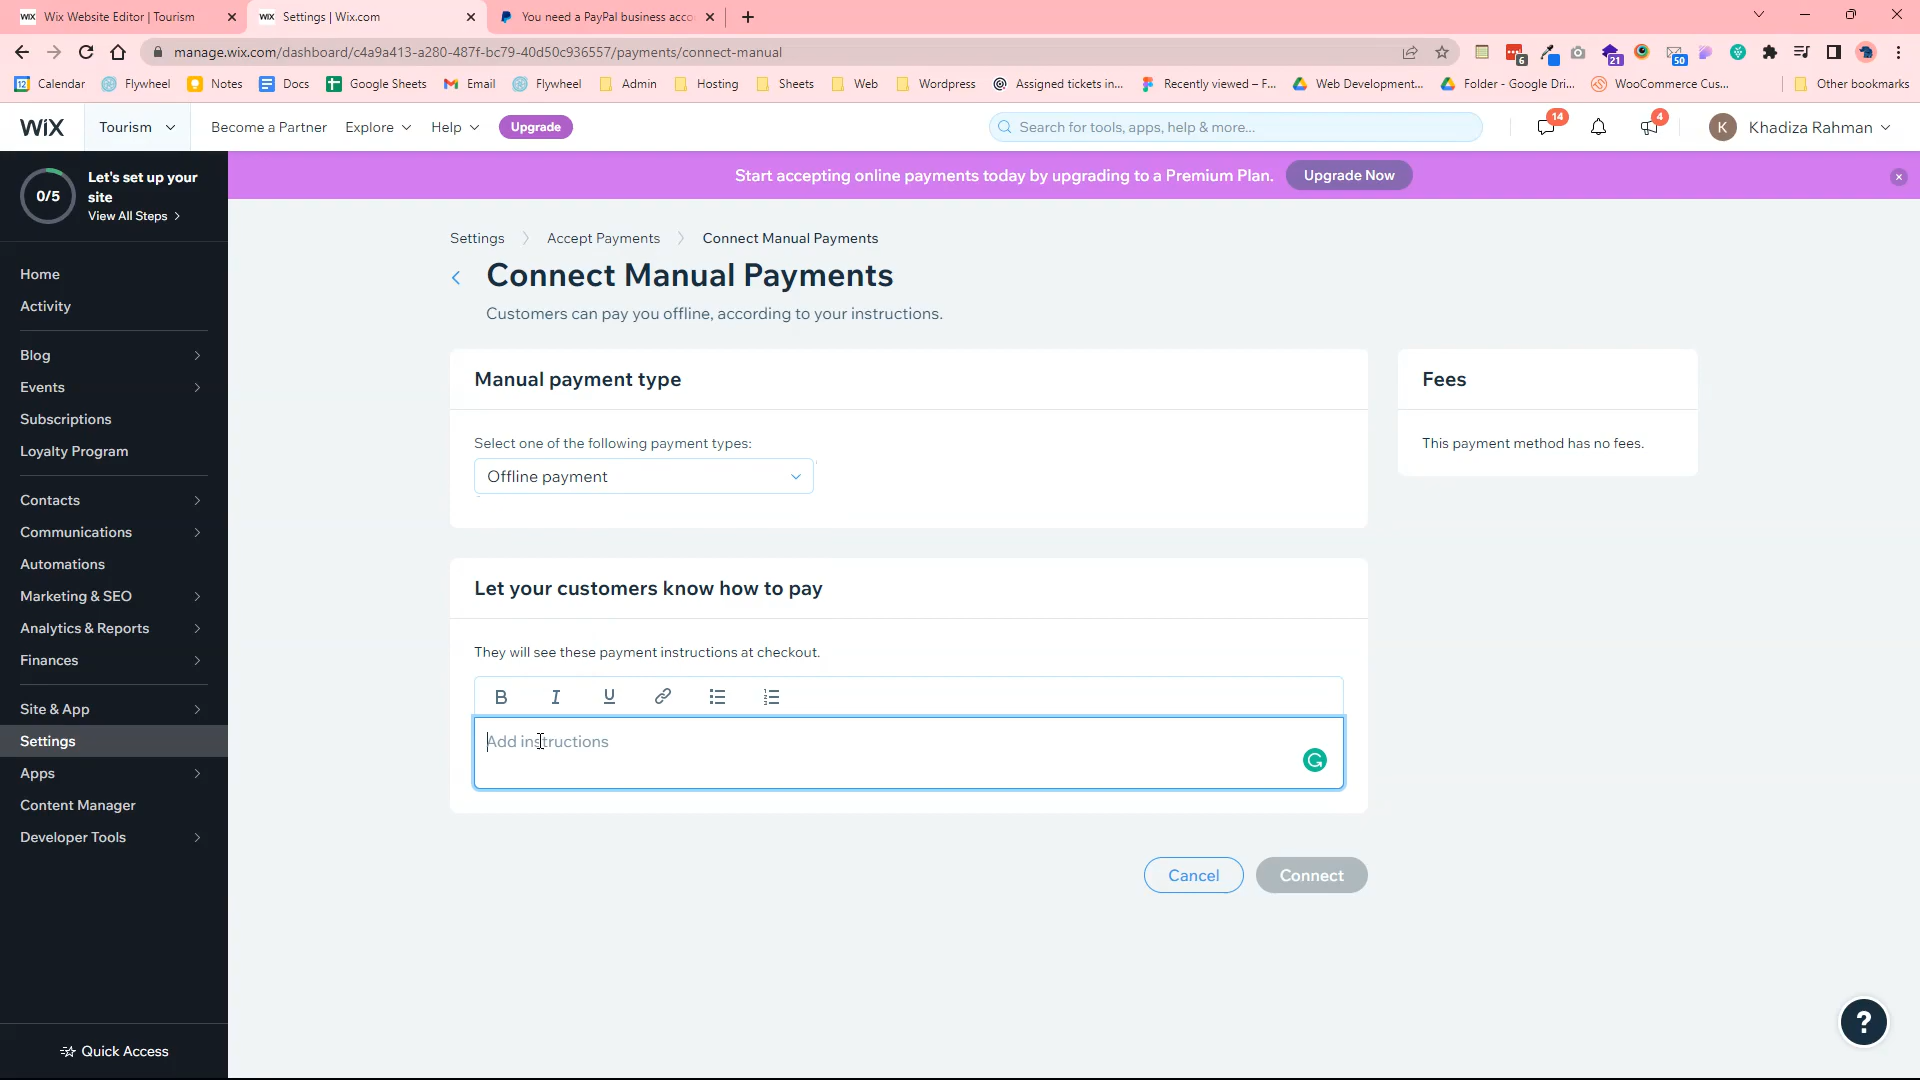 WIX Wix Website Editor | Tourism
WIX Settings | Wix.com
You need a PayPal business acco
manage.wix.com/dashboard/c4a9a413-a280-487f-bc79-40d50c936557/payments/connect-manual
6
21
50
12 Calendar
Flywheel
Notes
Docs
Google Sheets
Email
Flywheel
Admin
Hosting
Sheets
Web
Wordpress
Assigned tickets in...
Recently viewed – F...
Web Development...
Folder - Google Dri...
WooCommerce Cus...
Other bookmarks
WIX
Tourism
Become a Partner
Explore
Help
Upgrade
Search for tools, apps, help & more...
14
4
K Khadiza Rahman
0/5
Let's set up your
site
View All Steps >
Start accepting online payments today by upgrading to a Premium Plan.
Upgrade Now
Home
Activity
Blog
Events
Subscriptions
Loyalty Program
Contacts
Communications
Automations
Marketing & SEO
Analytics & Reports
Finances
Site & App
Settings
Apps
Content Manager
Developer Tools
Quick Access
Settings > Accept Payments > Connect Manual Payments
Connect Manual Payments
Customers can pay you offline, according to your instructions.
Manual payment type
Select one of the following payment types:
Offline payment
Fees
This payment method has no fees.
Let your customers know how to pay
They will see these payment instructions at checkout.
B I U
Add instructions
Cancel
Connect
?